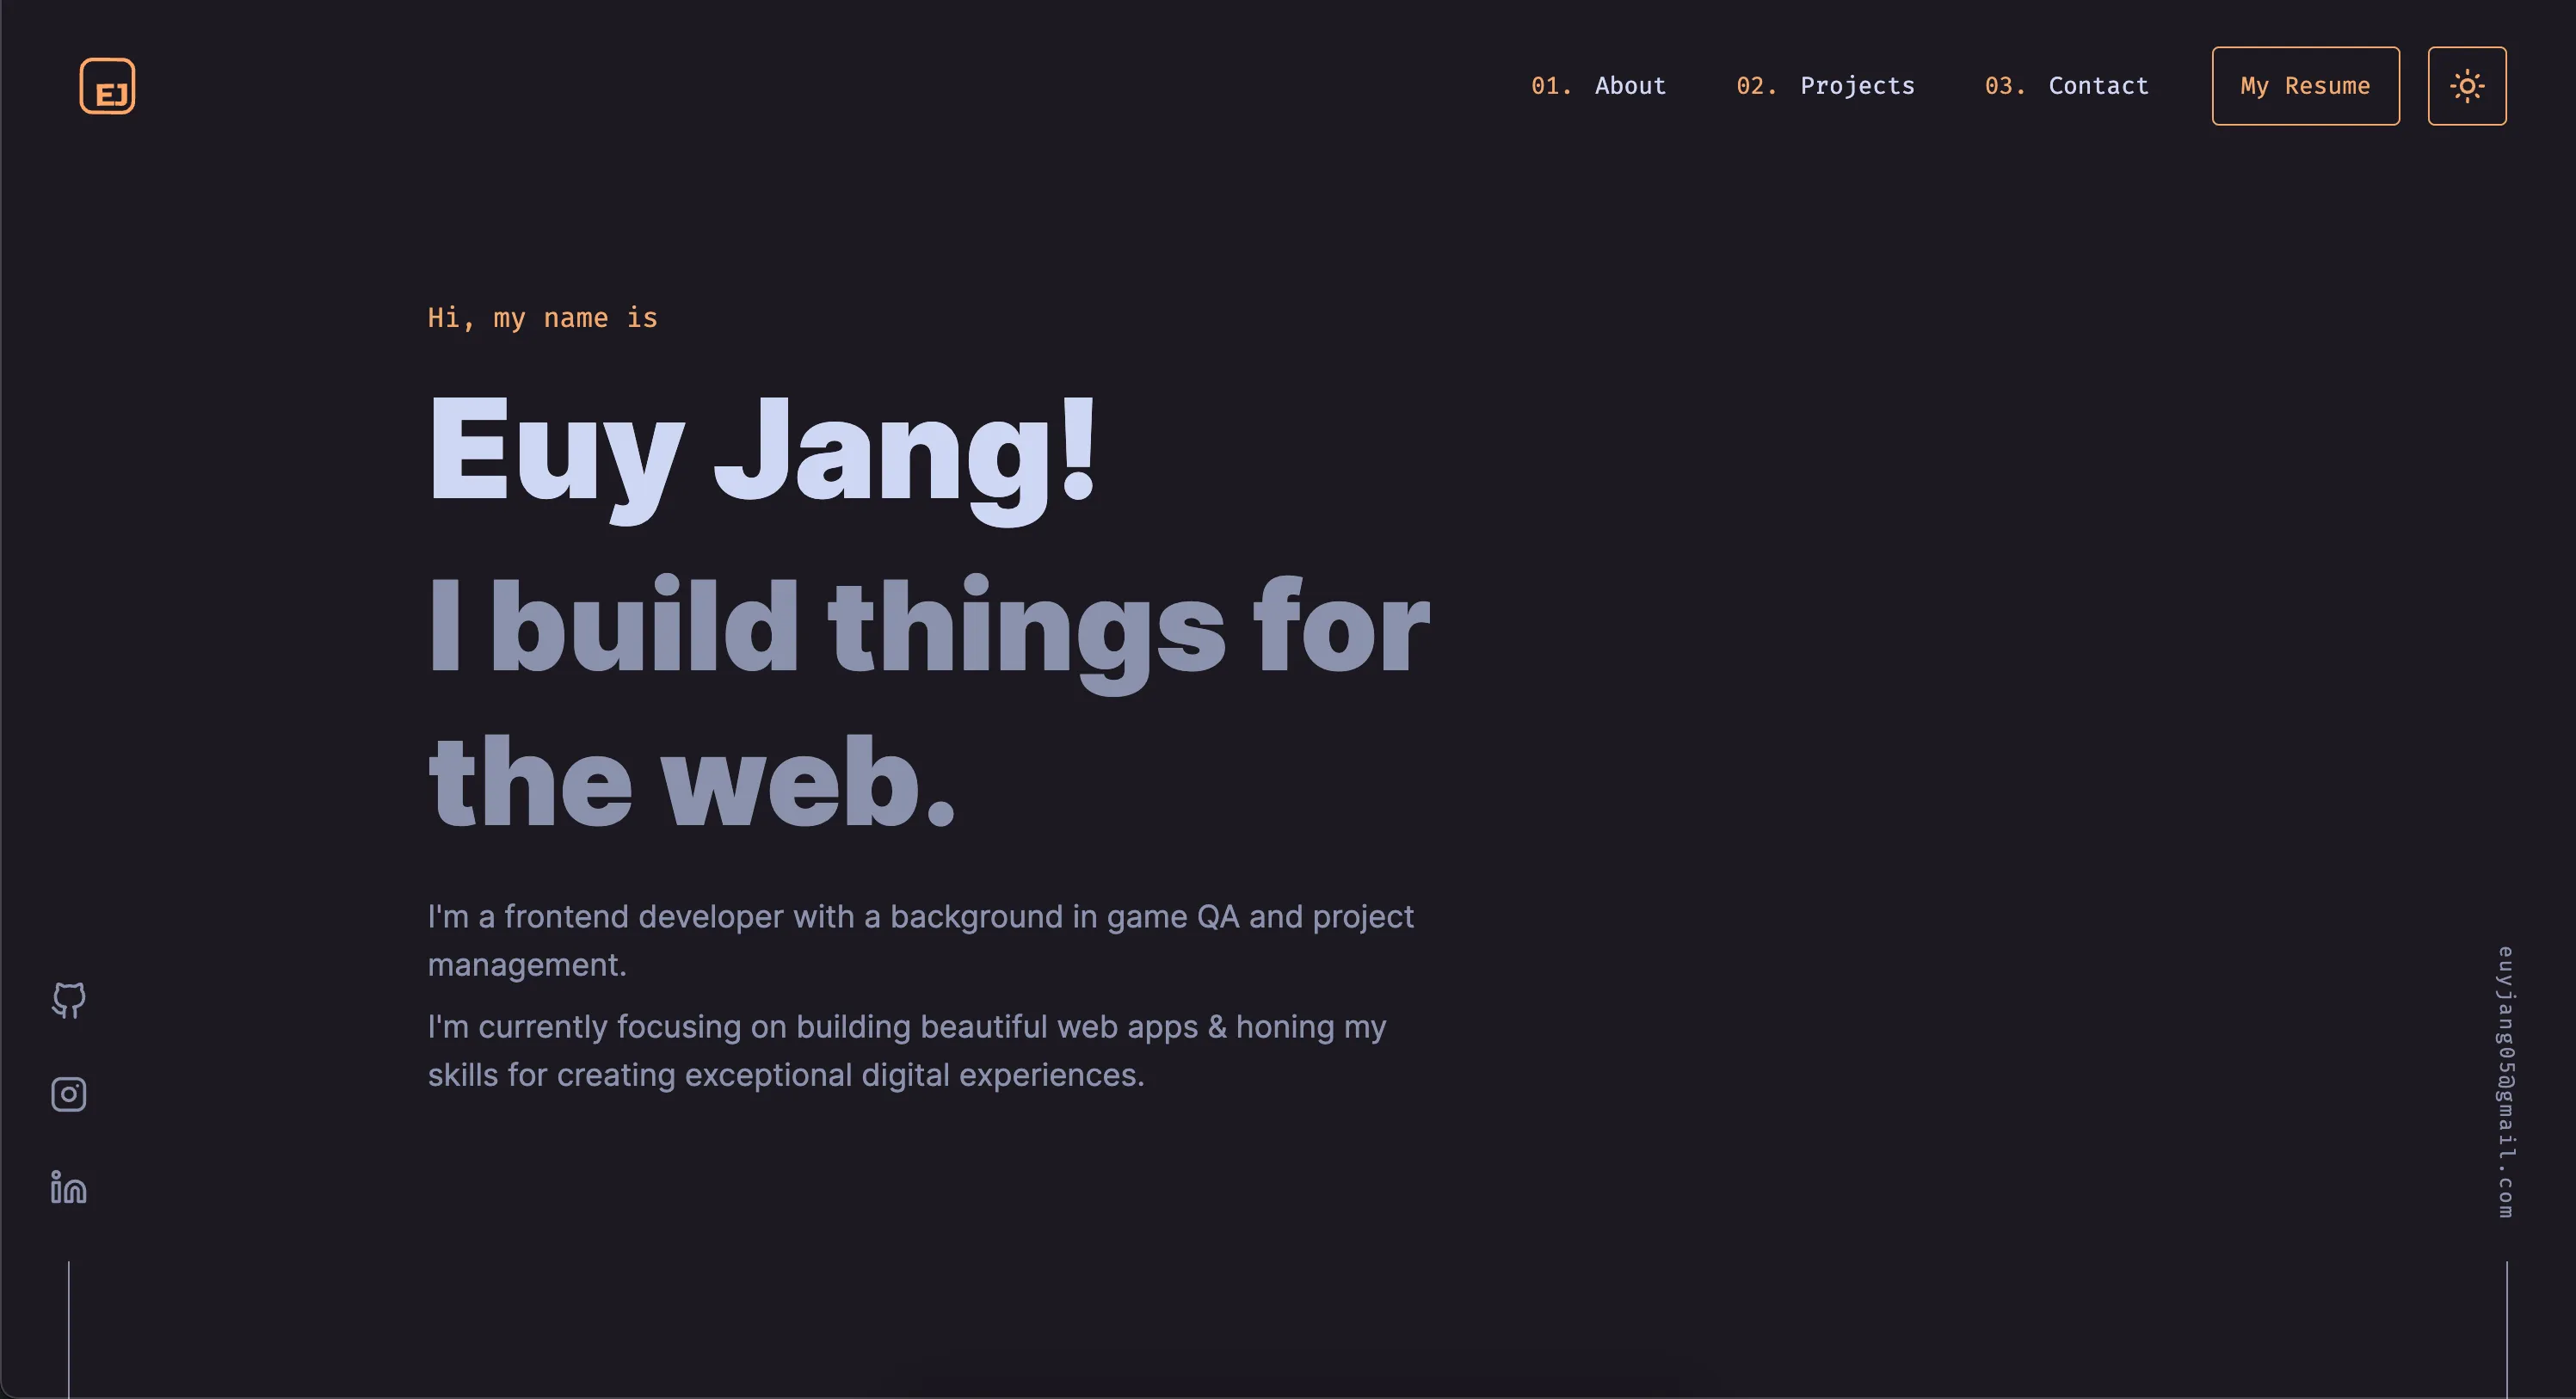 EJ
01. About
02. Projects
03. Contact
My Resume
Hi, my name is
Euy Jang!
I build things for
the web.
I'm a frontend developer with a background in game QA and project
management.
I'm currently focusing on building beautiful web apps & honing my
skills for creating exceptional digital experiences.
in
euyjang05@gmail.com